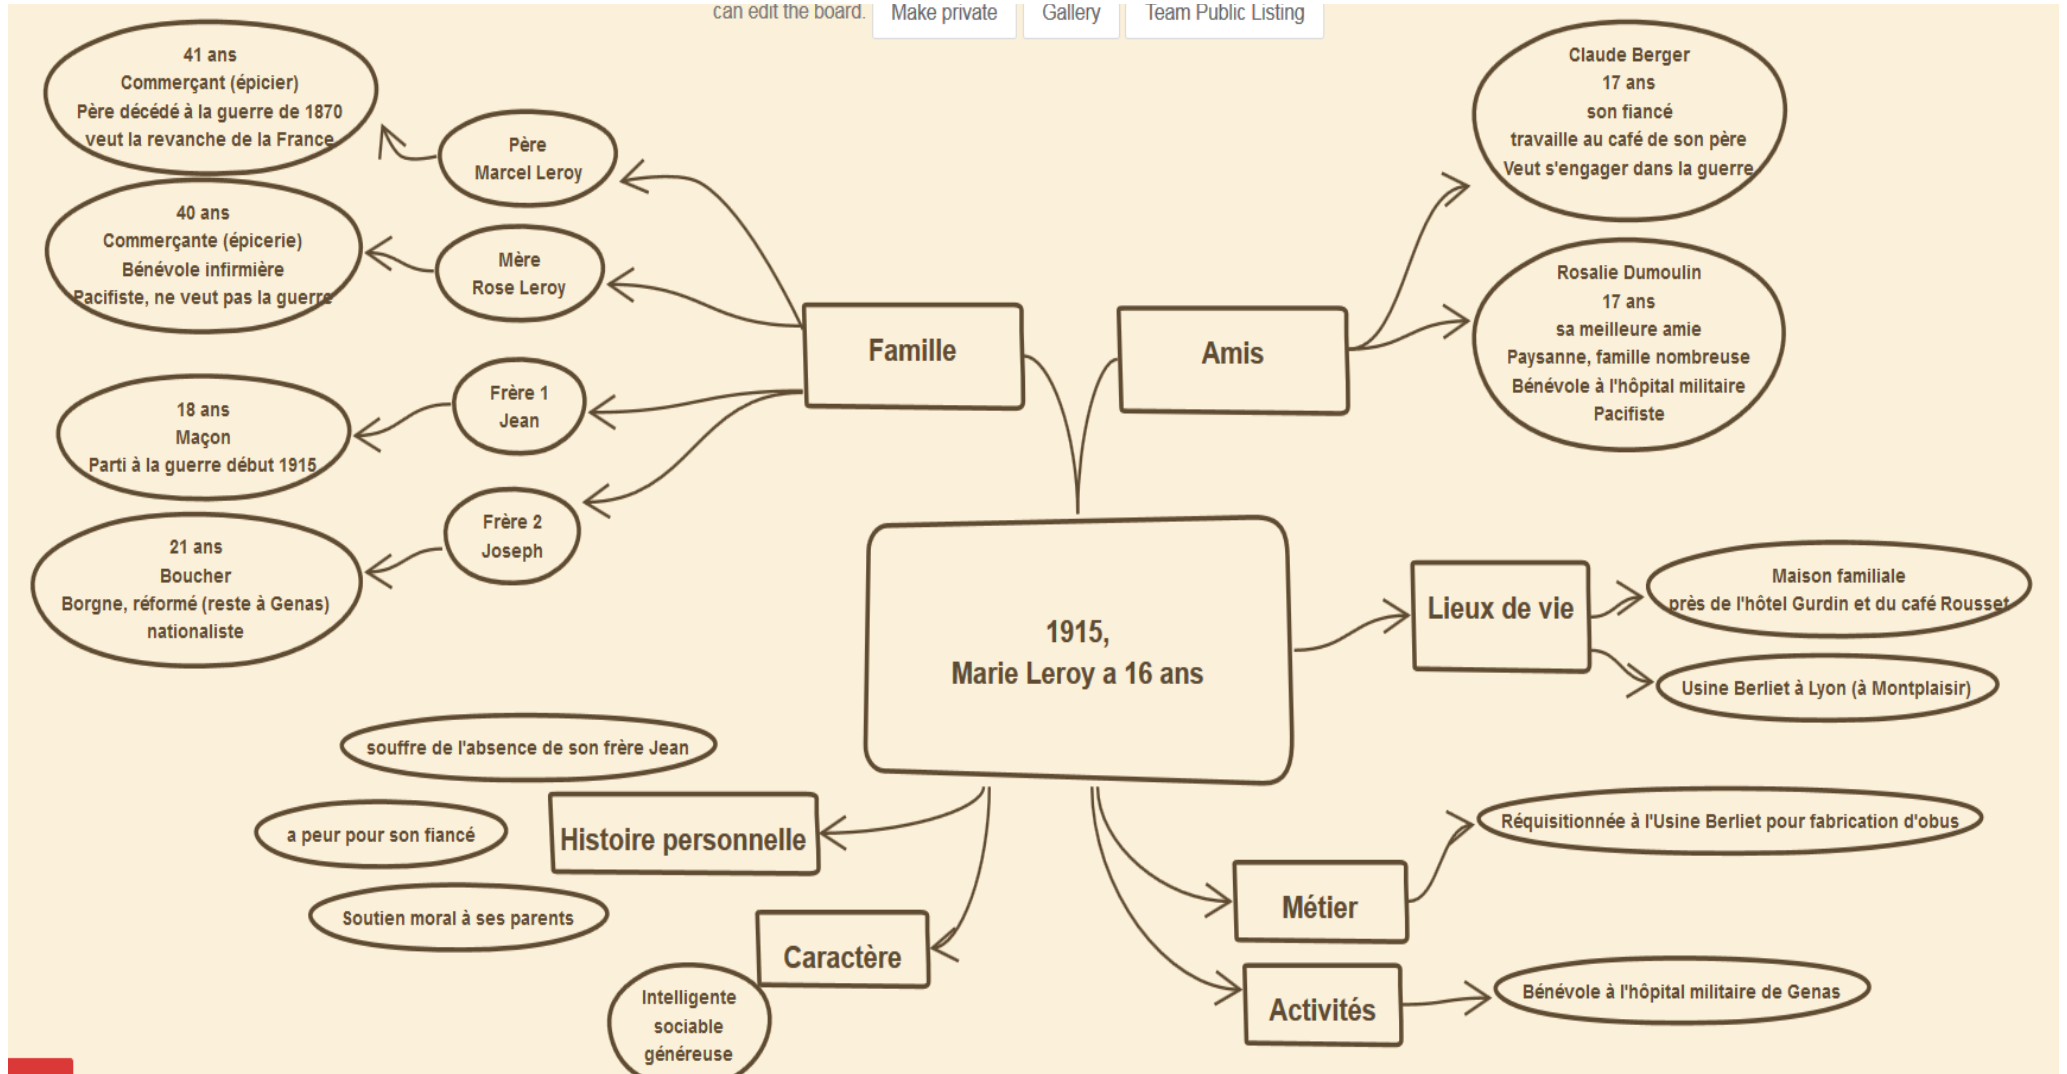 can edit the board.
Make private
Gallery
Team Public Listing
41 ans
Commerçant (épicier)
Père décédé à la guerre de 1870
veut la revanche de la France
Père
Marcel Leroy
40 ans
Commerçante (épicerie)
Bénévole infirmière
Pacifiste, ne veut pas la guerre
Mère
Rose Leroy
18 ans
Maçon
Parti à la guerre début 1915
Frère 1
Jean
21 ans
Boucher
Borgne, réformé (reste à Genas)
nationaliste
Frère 2
Joseph
Famille
Amis
Claude Berger
17 ans
son fiancé
travaille au café de son père
Veut s'engager dans la guerre
Rosalie Dumoulin
17 ans
sa meilleure amie
Paysanne, famille nombreuse
Bénévole à l'hôpital militaire
Pacifiste
1915,
Marie Leroy a 16 ans
Lieux de vie
Maison familiale
près de l'hôtel Gurdin et du café Rousset
Usine Berliet à Lyon (à Montplaisir)
souffre de l'absence de son frère Jean
a peur pour son fiancé
Histoire personnelle
Soutien moral à ses parents
Caractère
Intelligente
sociable
généreuse
Réquisitionnée à l'Usine Berliet pour fabrication d'obus
Métier
Activités
Bénévole à l'hôpital militaire de Genas